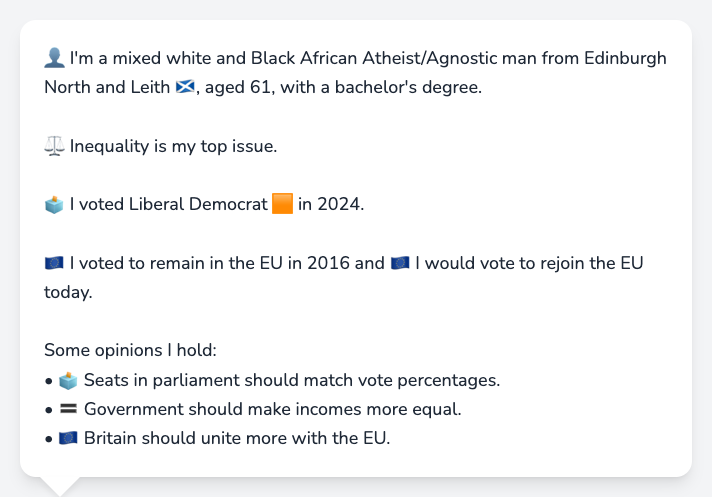 👤 I'm a mixed white and Black African Atheist/Agnostic man from Edinburgh
North and Leith 🏴󠁧󠁢󠁳󠁣󠁴󠁿, aged 61, with a bachelor's degree.
⚖️ Inequality is my top issue.
🗳️ I voted Liberal Democrat 🟧 in 2024.
🇪🇺 I voted to remain in the EU in 2016 and 🇪🇺 I would vote to rejoin the EU
today.
Some opinions I hold:
• 🗳️ Seats in parliament should match vote percentages.
• 🟰 Government should make incomes more equal.
• 🇪🇺 Britain should unite more with the EU.